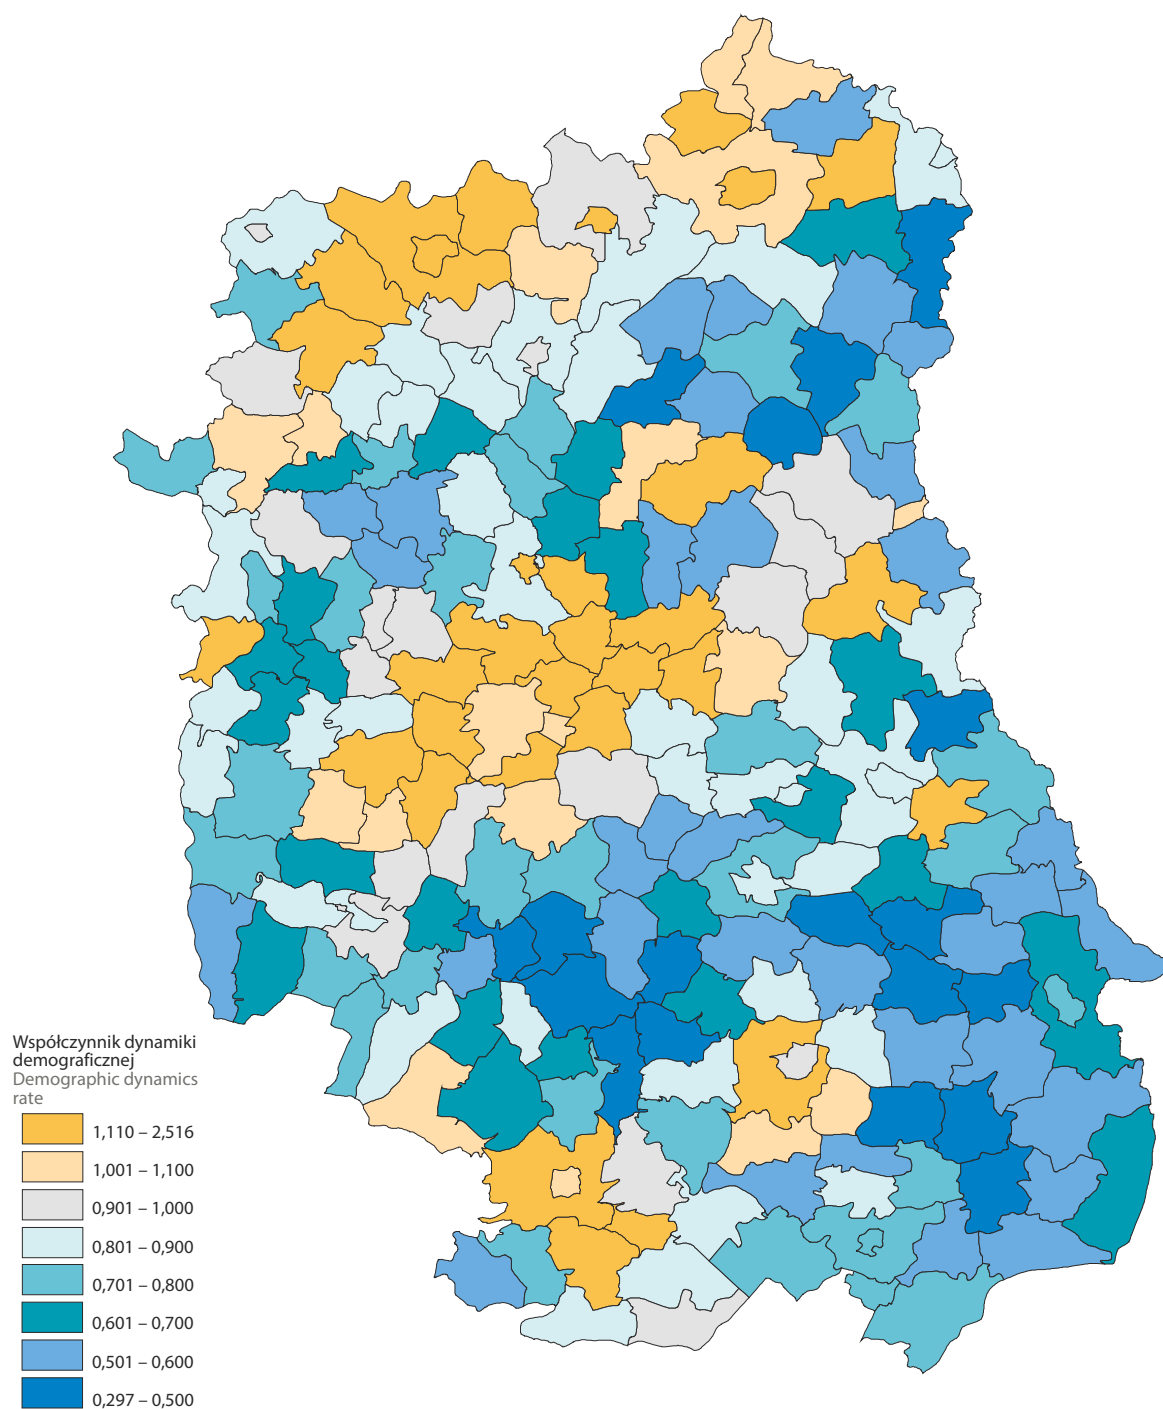 Współczynnik dynamiki
demograficznej
Demographic dynamics
rate
1,110 – 2,516
1,001 – 1,100
0,901 – 1,000
0,801 – 0,900
0,701 – 0,800
0,601 – 0,700
0,501 – 0,600
0,297 – 0,500